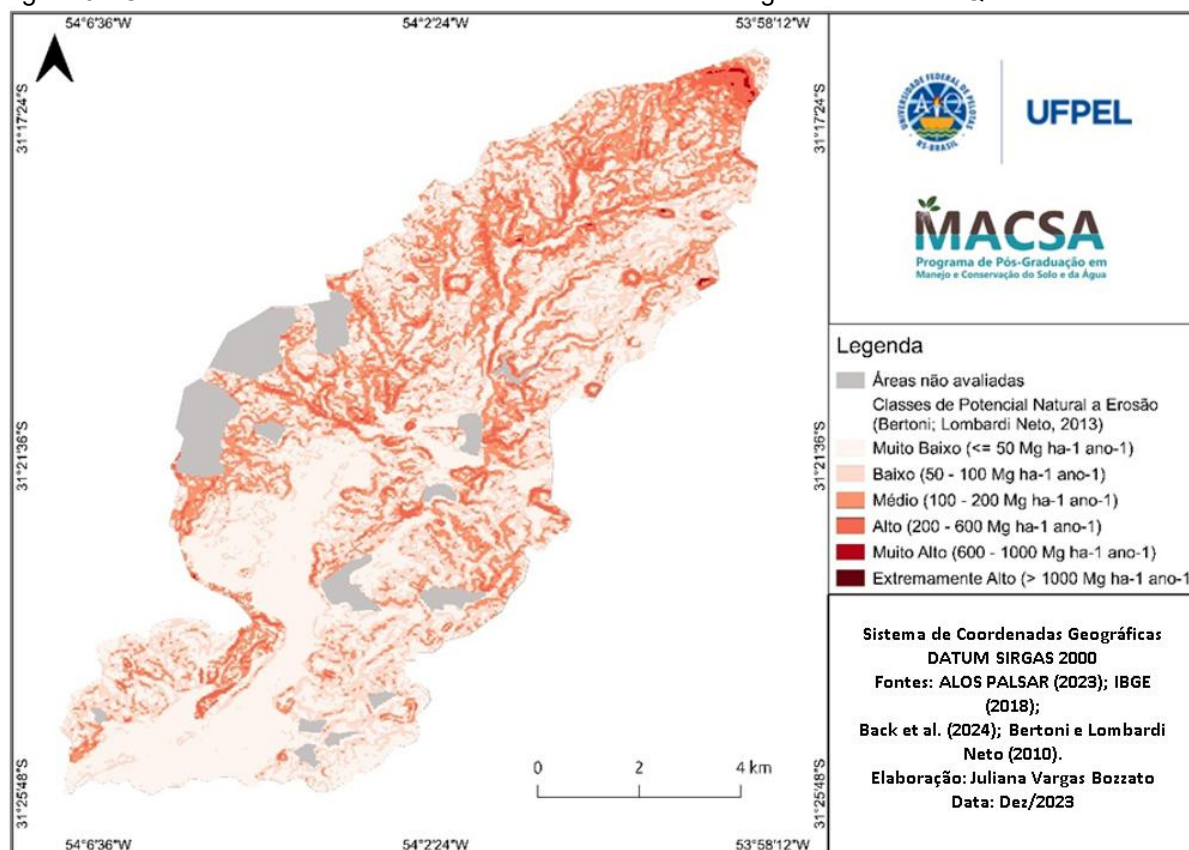 54°6'36"W 54°2'24"W 53°58'12"W
31°17'24"S 31°17'24"S
31°21'36"S 31°21'36"S
31°25'48"S 31°25'48"S
0 2 4 km
54°6'36"W 54°2'24"W 53°58'12"W
UNIVERSIDADE FEDERAL DE PELOTAS
RS-BRASIL
UFPEL
MACSA
Programa de Pós-Graduação em
Manejo e Conservação do Solo e da Água
Legenda
Áreas não avaliadas
Classes de Potencial Natural a Erosão
(Bertoni; Lombardi Neto, 2013)
Muito Baixo (<= 50 Mg ha-1 ano-1)
Baixo (50 - 100 Mg ha-1 ano-1)
Médio (100 - 200 Mg ha-1 ano-1)
Alto (200 - 600 Mg ha-1 ano-1)
Muito Alto (600 - 1000 Mg ha-1 ano-1)
Extremamente Alto (> 1000 Mg ha-1 ano-1
Sistema de Coordenadas Geográficas
DATUM SIRGAS 2000
Fontes: ALOS PALSAR (2023); IBGE
(2018);
Back et al. (2024); Bertoni e Lombardi
Neto (2010).
Elaboração: Juliana Vargas Bozzato
Data: Dez/2023